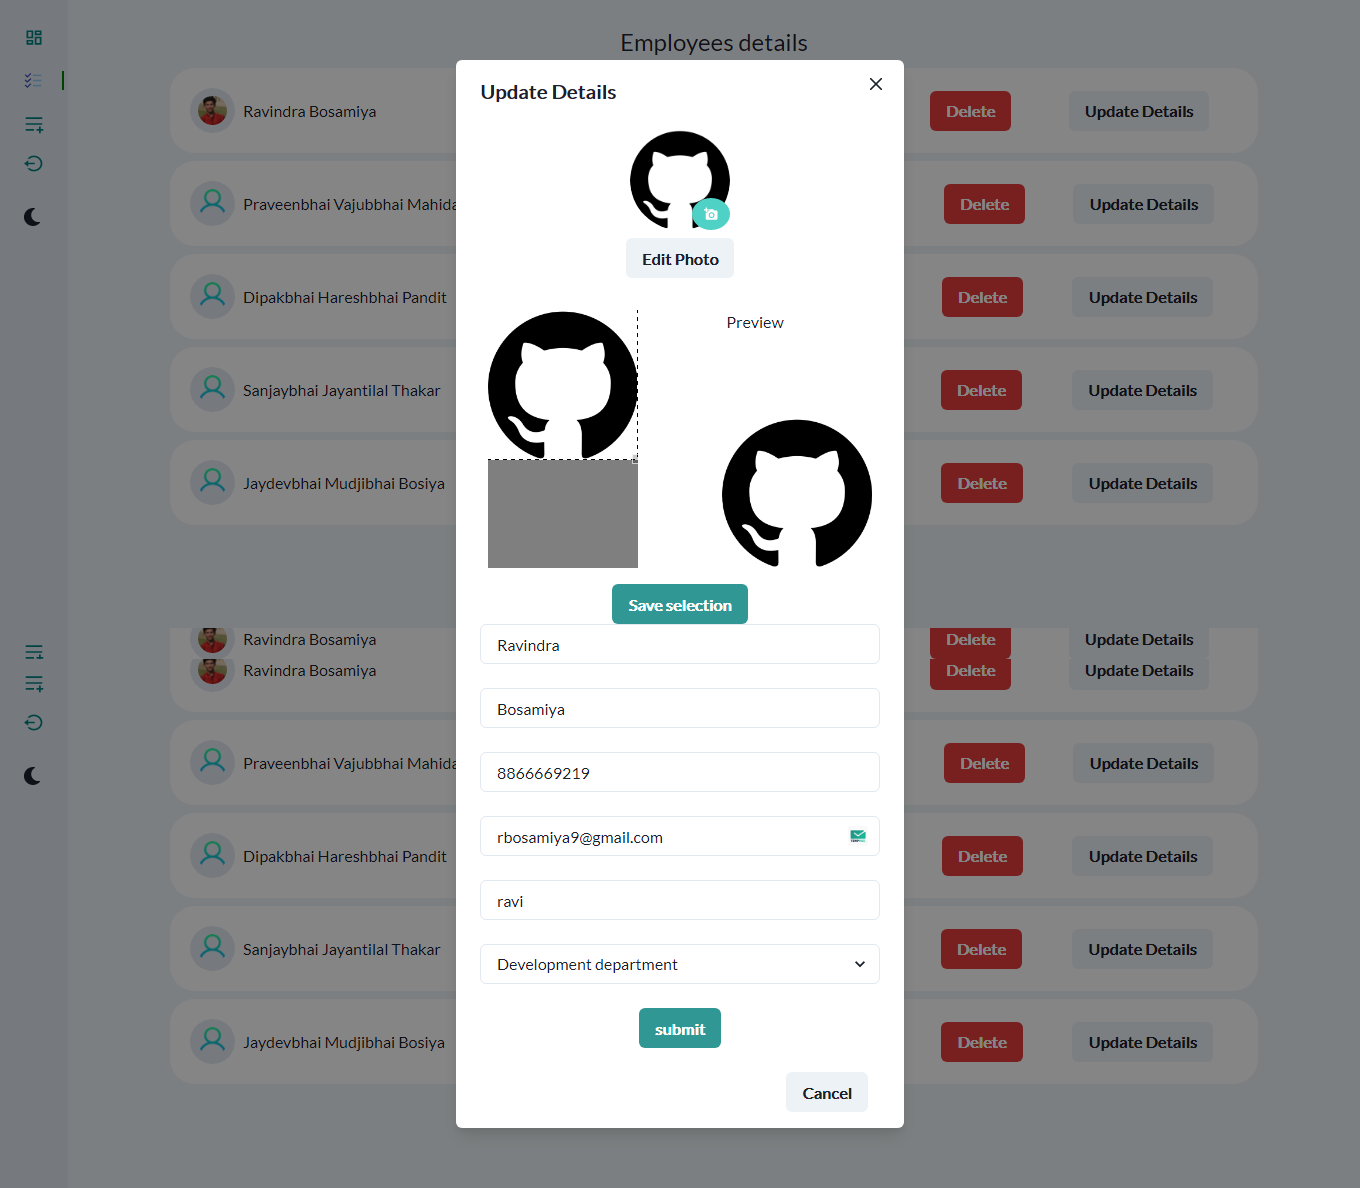 Employees details
Update Details
Ravindra Bosamiya
Delete
Update Details
Praveenbhai Vajubbhai Mahida
Delete
Update Details
Edit Photo
Dipakbhai Hareshbhai Pandit
Delete
Update Details
Preview
Sanjaybhai Jayantilal Thakar
Delete
Update Details
Jaydevbhai Mudjibhai Bosiya
Delete
Update Details
Save selection
Ravindra Bosamiya
Delete
Update Details
Ravindra
Ravindra Bosamiya
Delete
Update Details
Bosamiya
Praveenbhai Vajubbhai Mahida
Delete
Update Details
8866669219
rbosamiya9@gmail.com
Dipakbhai Hareshbhai Pandit
Delete
Update Details
ravi
Sanjaybhai Jayantilal Thakar
Delete
Update Details
Development department
submit
Jaydevbhai Mudjibhai Bosiya
Delete
Update Details
Cancel